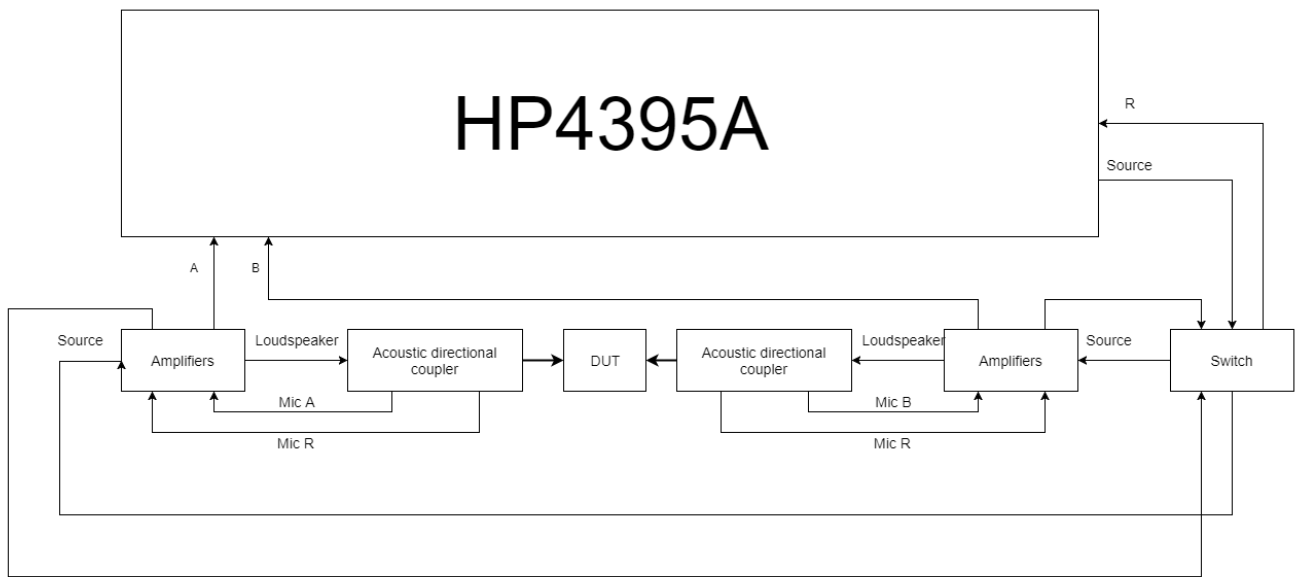 HP4395A
R
Source
A
B
Source
Amplifiers
Loudspeaker
Acoustic directional
coupler
DUT
Acoustic directional
coupler
Loudspeaker
Amplifiers
Source
Switch
Mic A
Mic B
Mic R
Mic R